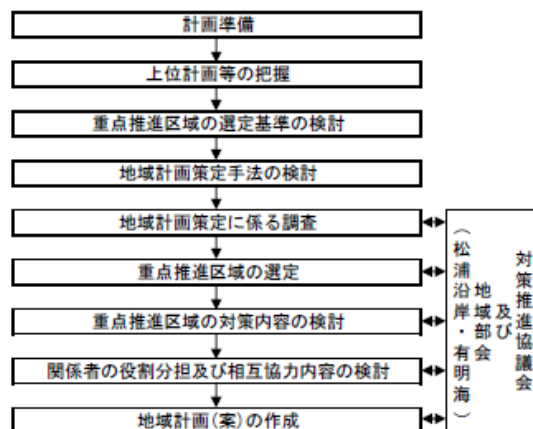 計画準備
上位計画等の把握
重点推進区域の選定基準の検討
地域計画策定手法の検討
地域計画策定に係る調査
重点推進区域の選定
重点推進区域の対策内容の検討
関係者の役割分担及び相互協力内容の検討
地域計画(案)の作成
対策推進協議会
及び
地域部会
（松浦沿岸・有明海）